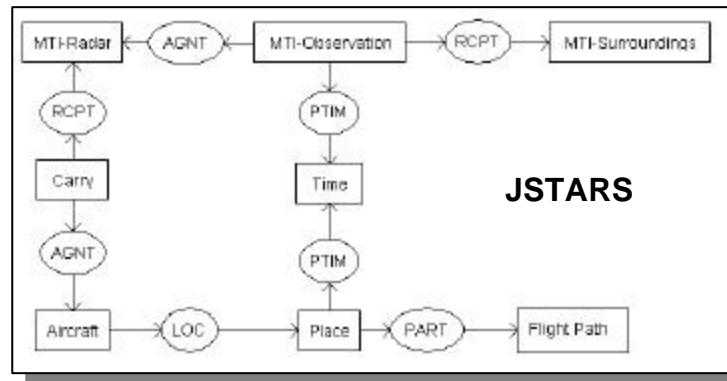 MTI-Radar AGNT MTI-Observation RCPT MTI-Surroundings
RCPT PTIM
Carry Time JSTARS
AGNT PTIM
Aircraft LOC Place PART Flight Path